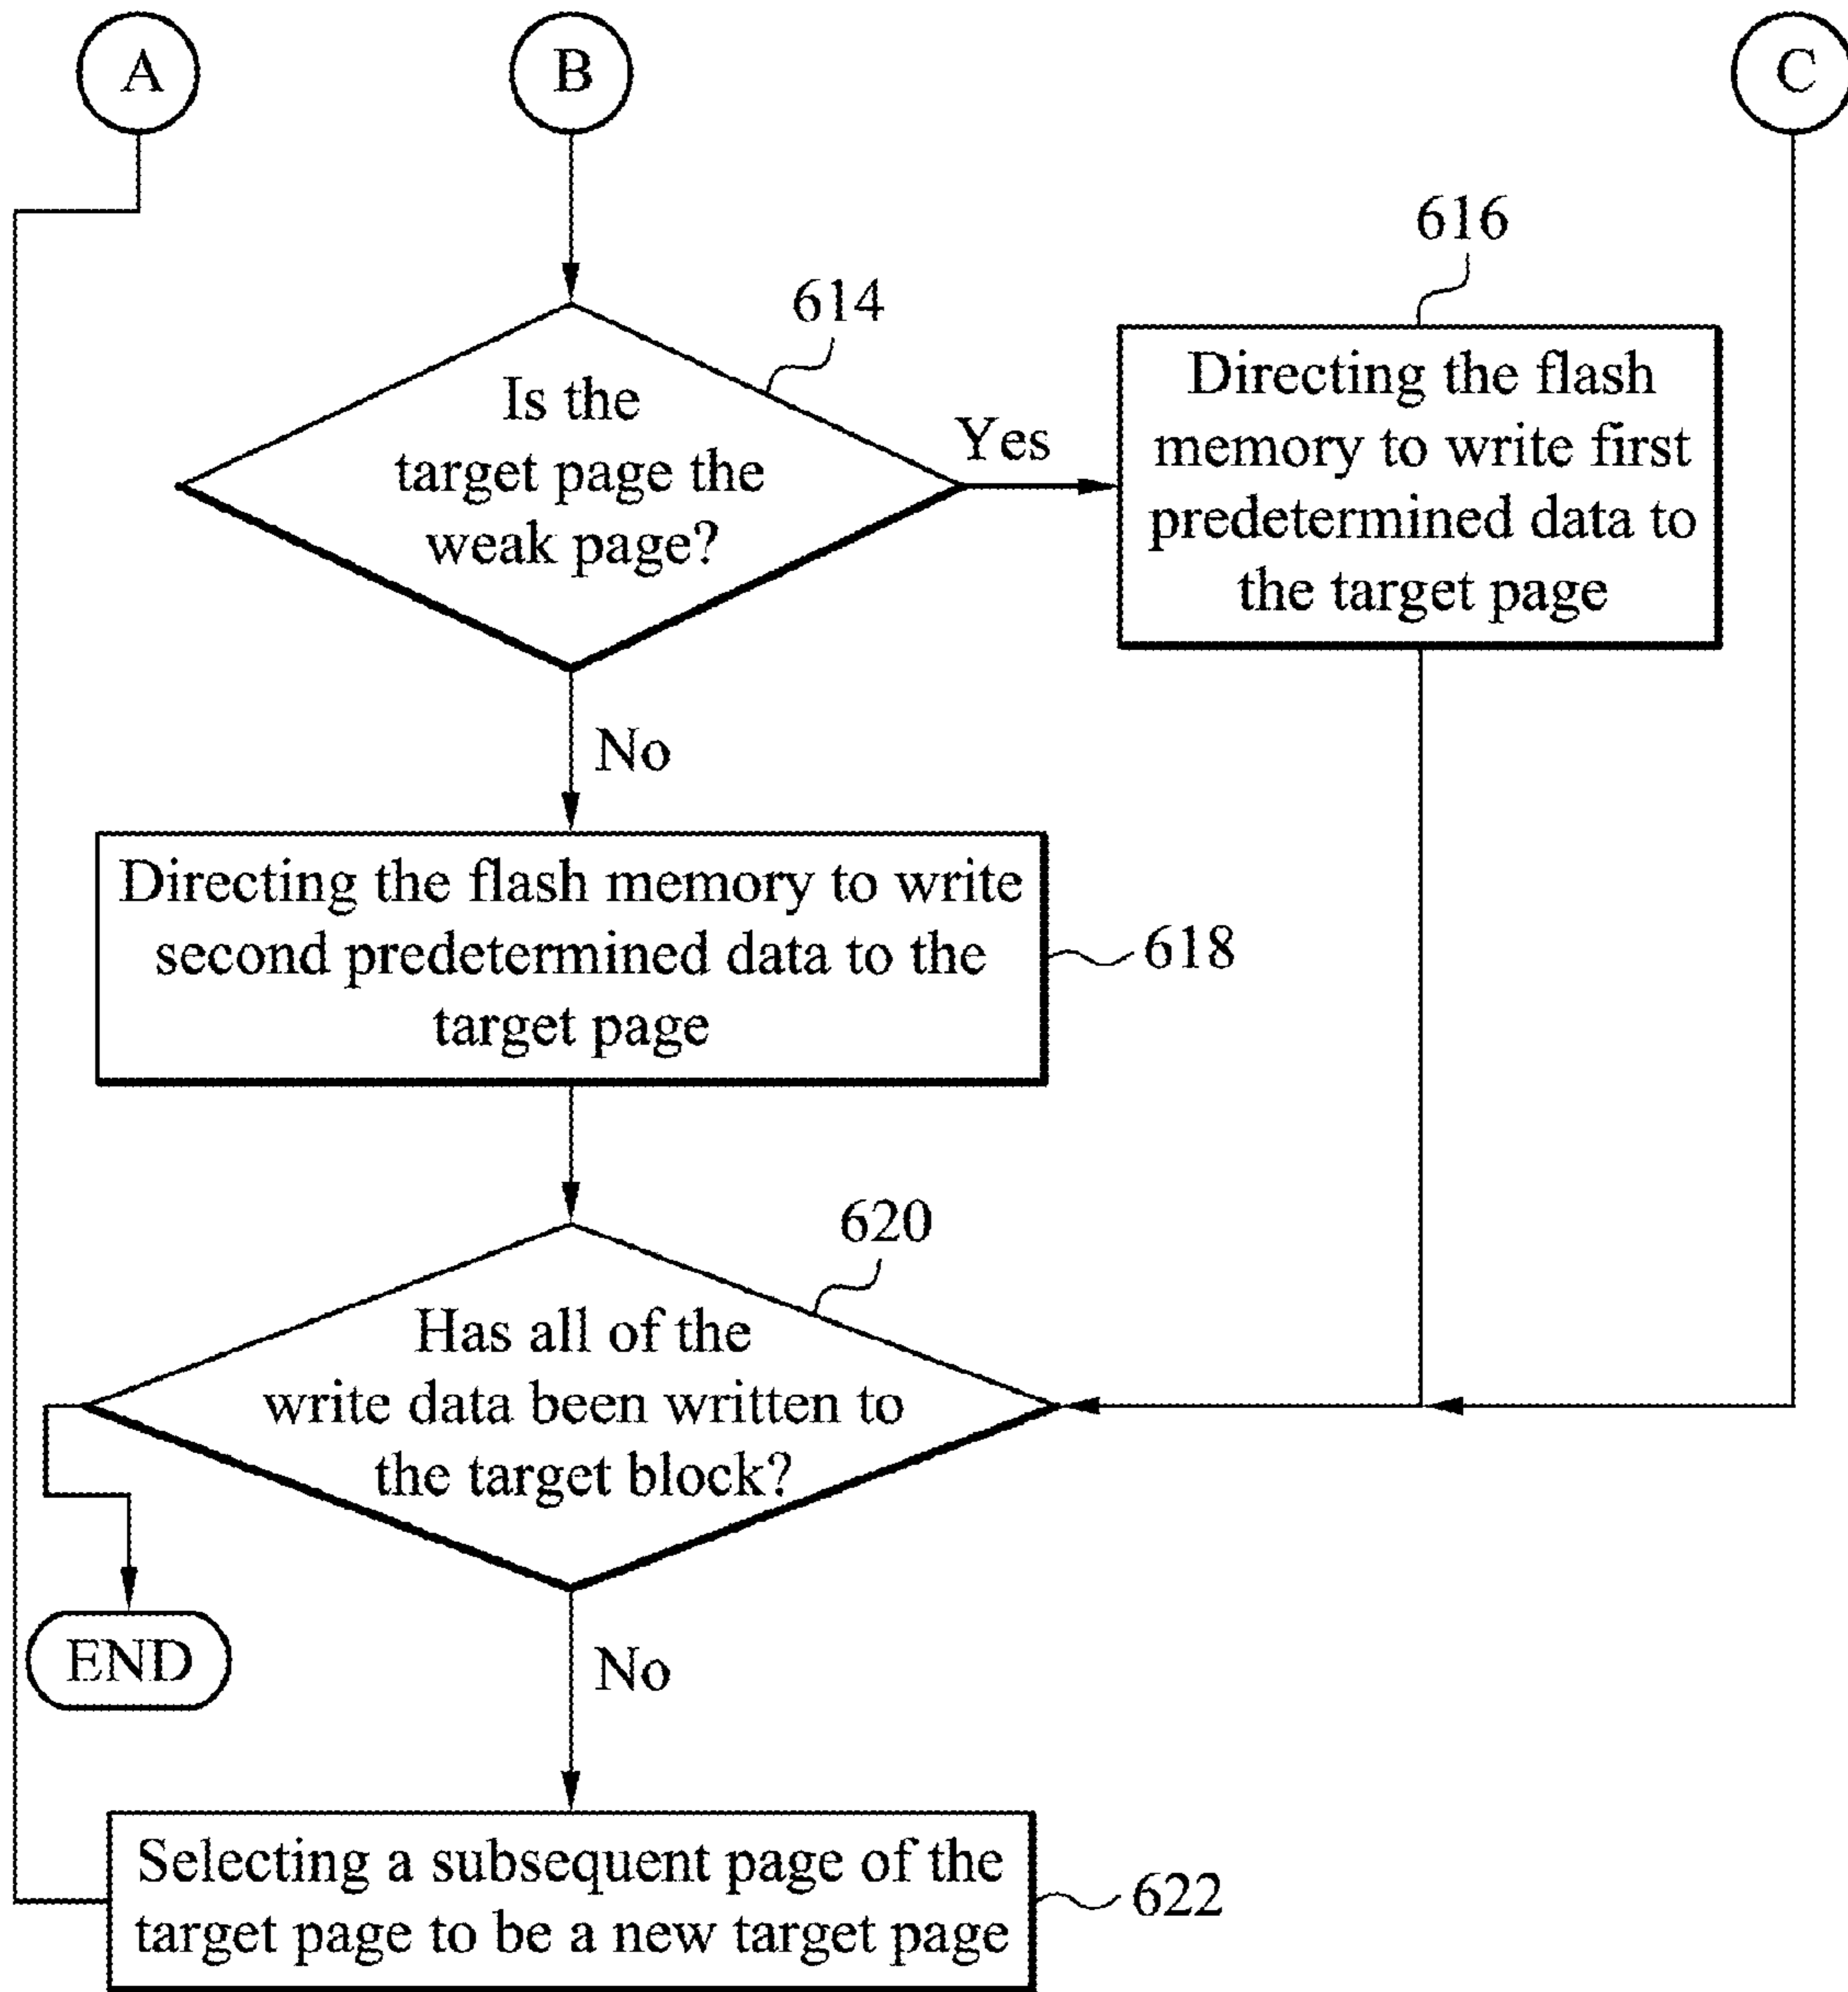 A
B
C
614
616
Is the
target page the
weak page?
Yes
Directing the flash
memory to write first
predetermined data to
the target page
No
Directing the flash memory to write
second predetermined data to the
target page
618
620
Has all of the
write data been written to
the target block?
END
No
Selecting a subsequent page of the
target page to be a new target page
622